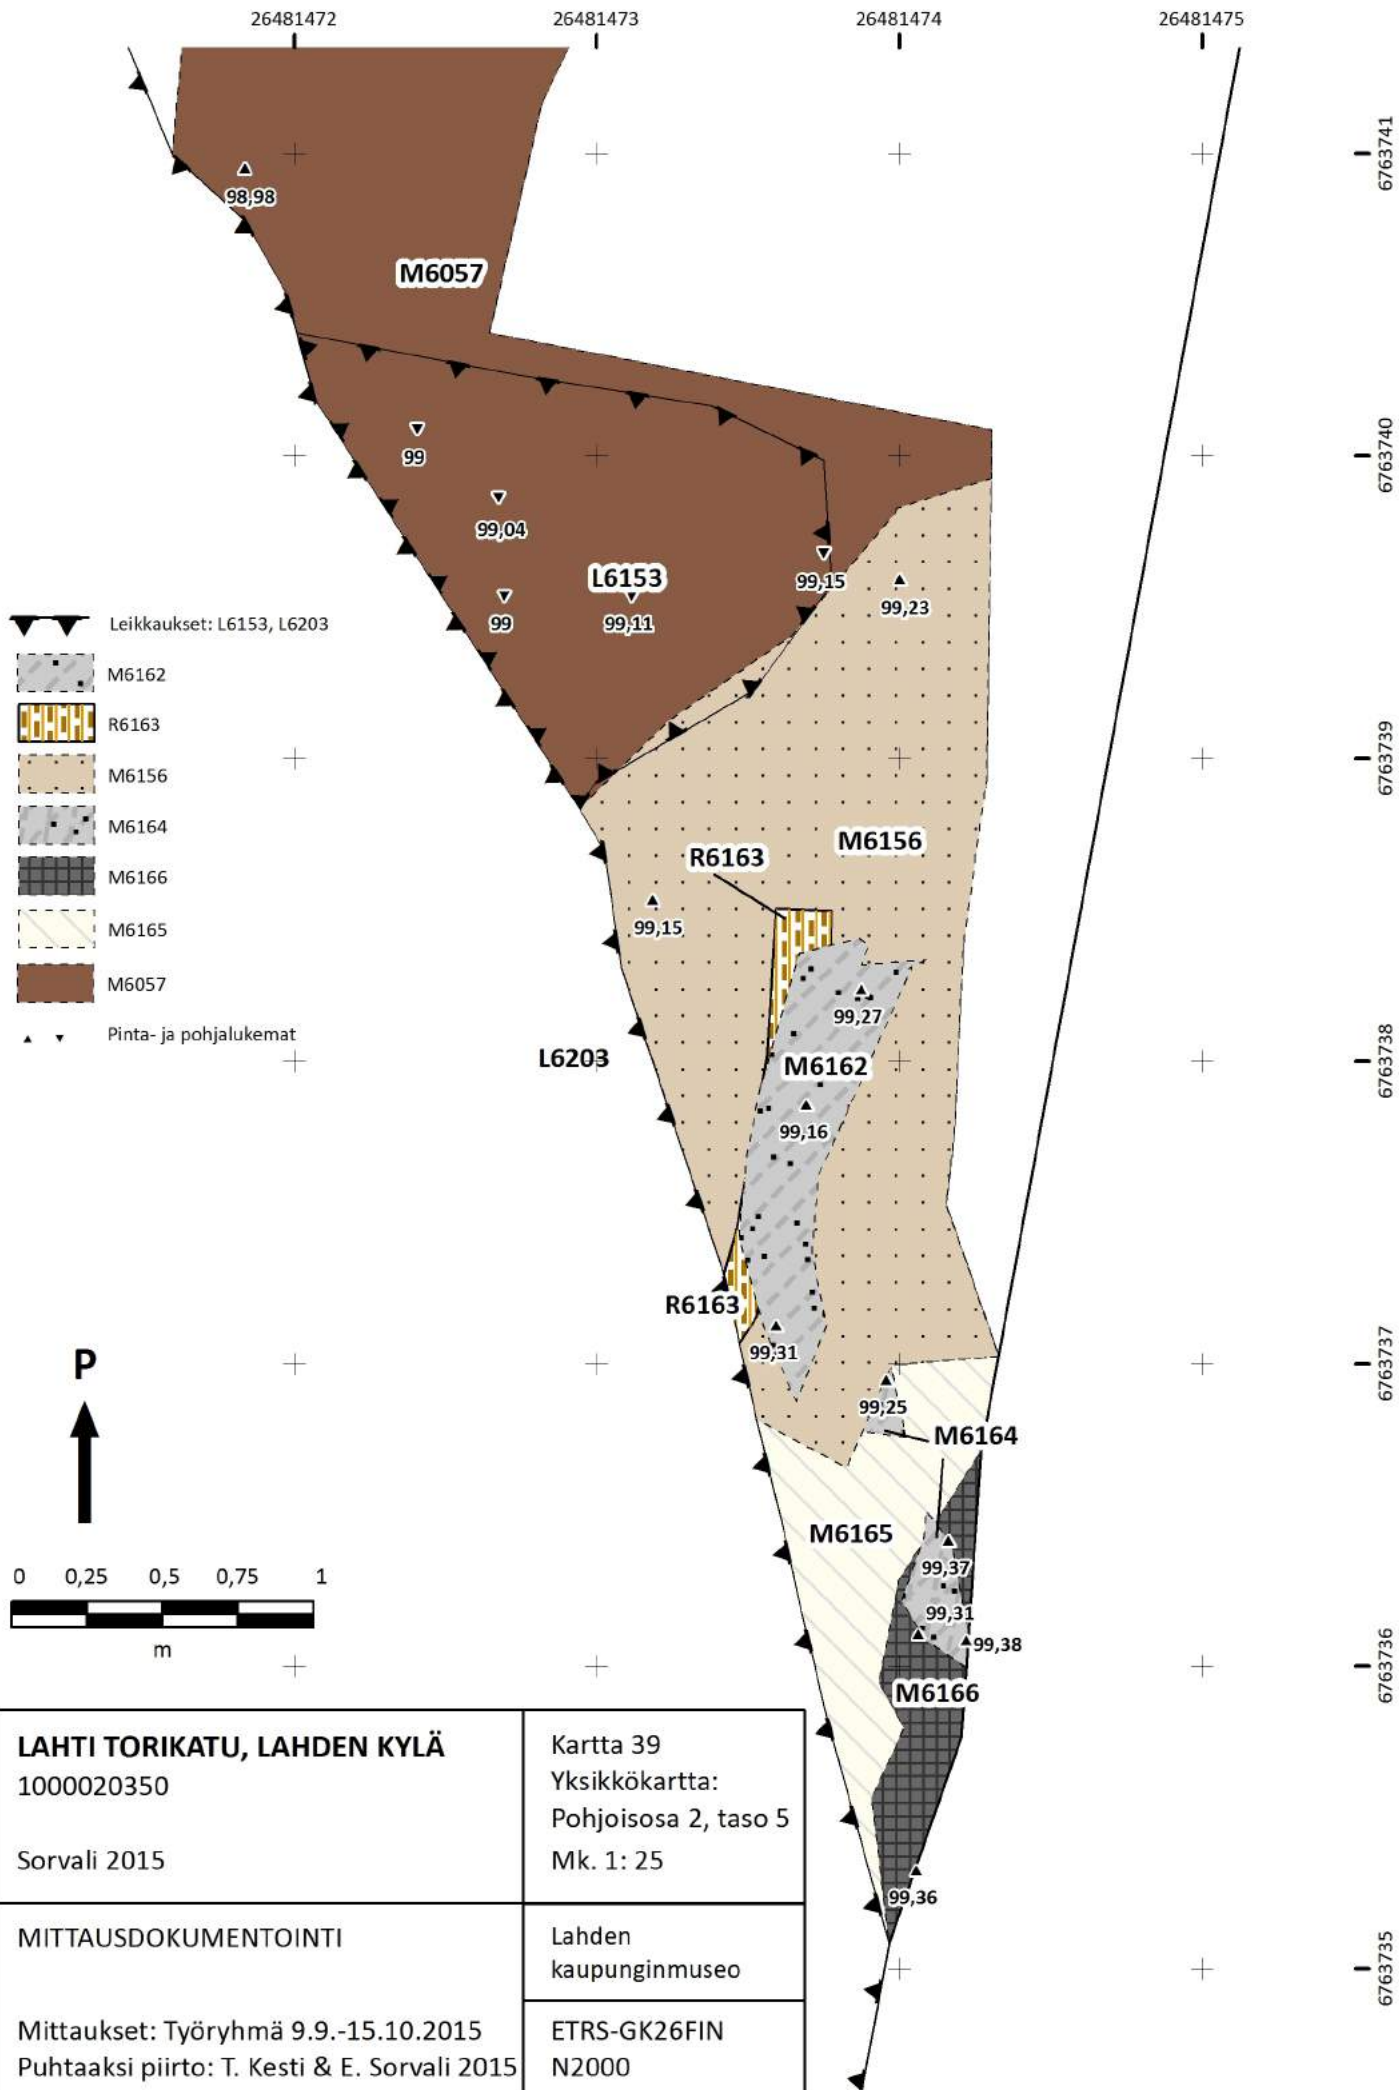 26481472 26481473 26481474 26481475
6763741
98,98
M6057
6763740
99
99,04
L6153
99,15
99,23
99
99,11
Leikkaukset: L6153, L6203
M6162
R6163
M6156
M6164
M6166
M6165
M6057
Pinta- ja pohjalukemat
6763739
M6156
R6163
99,15
99,27
6763738
L6203
M6162
99,16
R6163
99,31
6763737
99,25
M6164
M6165
99,37
99,31
99,38
6763736
M6166
99,36
6763735
P
0 0,25 0,5 0,75 1
m
LAHTI TORIKATU, LAHDEN KYLÄ
1000020350
Sorvali 2015
Kartta 39
Yksikkökartta:
Pohjoisosa 2, taso 5
Mk. 1: 25
MITTAUSDOKUMENTOINTI
Lahden
kaupunginmuseo
Mittaukset: Työryhmä 9.9.-15.10.2015
Puhtaaksi piirto: T. Kesti & E. Sorvali 2015
ETRS-GK26FIN
N2000